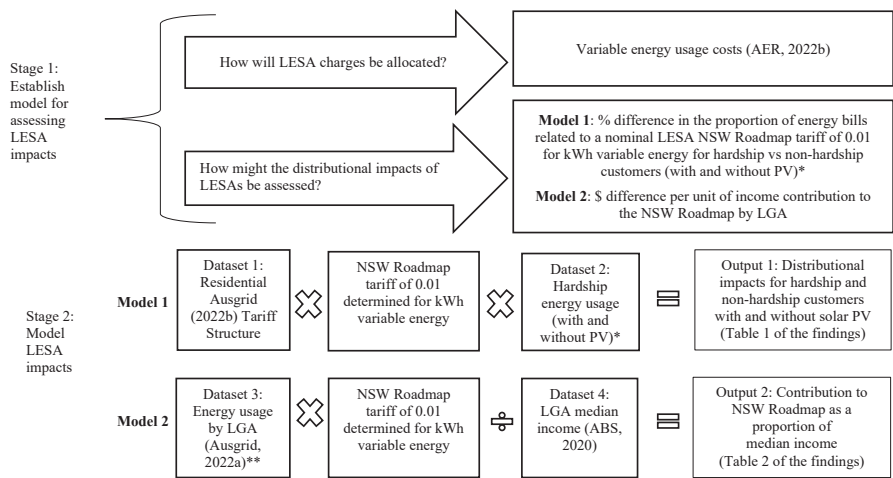 Stage 1:
Establish
model for
assessing
LESA
impacts
How will LESA charges be allocated?
Variable energy usage costs (AER, 2022b)
How might the distributional impacts of
LESAs be assessed?
Model 1: % difference in the proportion of energy bills
related to a nominal LESA NSW Roadmap tariff of 0.01
for kWh variable energy for hardship vs non-hardship
customers (with and without PV)*
Model 2: $ difference per unit of income contribution to
the NSW Roadmap by LGA
Stage 2:
Model
LESA
impacts
Model 1
Dataset 1:
Residential
Ausgrid
(2022b) Tariff
Structure
NSW Roadmap
tariff of 0.01
determined for kWh
variable energy
Dataset 2:
Hardship
energy usage
(with and
without PV)*
Output 1: Distributional
impacts for hardship and
non-hardship customers
with and without solar PV
(Table 1 of the findings)
Model 2
Dataset 3:
Energy usage
by LGA
(Ausgrid,
2022a)**
NSW Roadmap
tariff of 0.01
determined for kWh
variable energy
Dataset 4:
LGA median
income (ABS,
2020)
Output 2: Contribution to
NSW Roadmap as a
proportion of
median income
(Table 2 of the findings)